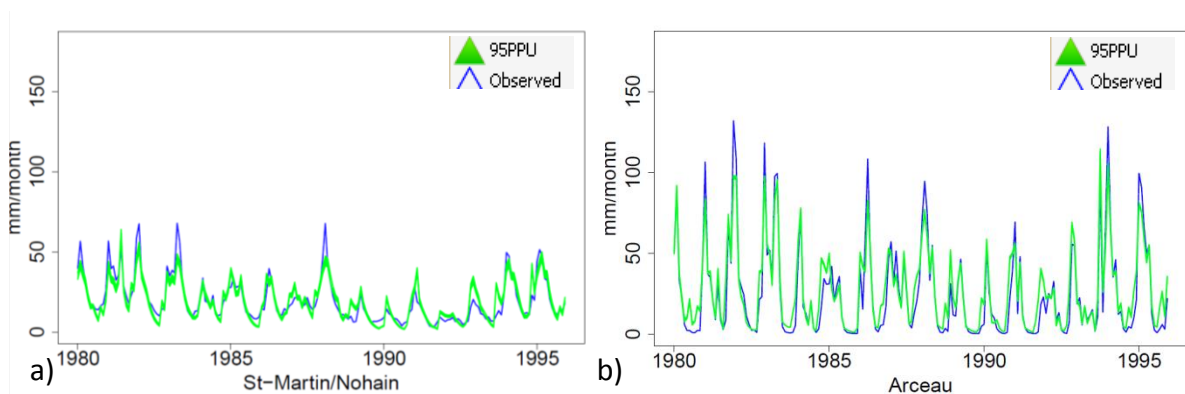 95PPU
Observed
mm/month
150
100
50
0
1980
1985
1990
1995
a)
St-Martin/Nohain
95PPU
Observed
mm/month
150
100
50
0
1980
1985
1990
1995
b)
Arceau